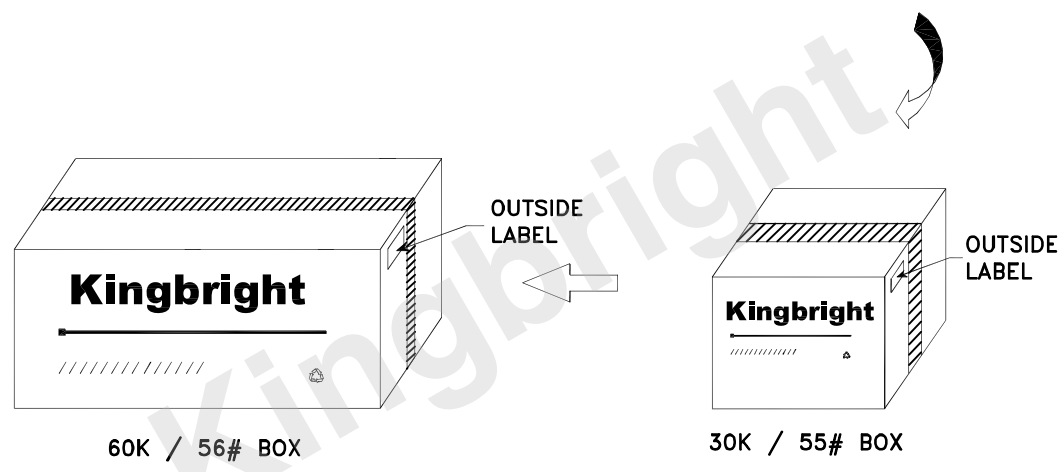 Kingbright
OUTSIDE
LABEL
Kingbright
60K / 56# BOX
OUTSIDE
LABEL
Kingbright
30K / 55# BOX